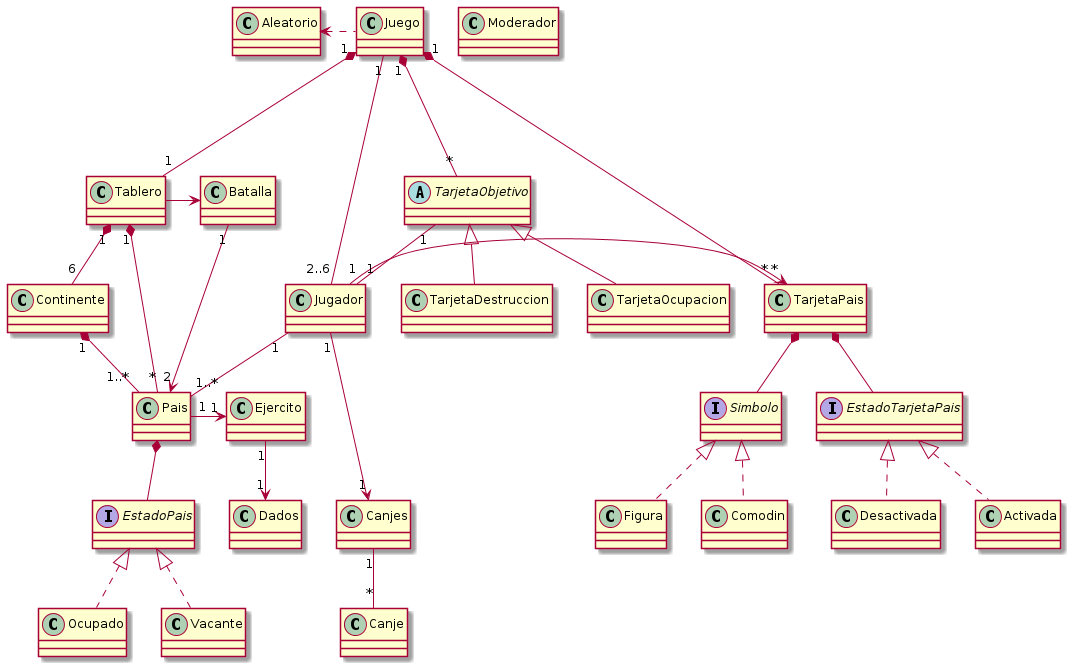 C Aleatorio
C Juego
C Moderador
1
1
1
1
1
*
C Tablero
C Batalla
A TarjetaObjetivo
1
1
1
1
6
2..6
1
1
*
*
C Continente
C Jugador
C TarjetaDestruccion
C TarjetaOcupacion
C TarjetaPais
1
1
1
1..*
*
2
1..*
C Pais
1
1
C Ejercito
I Simbolo
I EstadoTarjetaPais
1
1
1
I EstadoPais
C Dados
C Canjes
C Figura
C Comodin
C Desactivada
C Activada
1
*
C Ocupado
C Vacante
C Canje